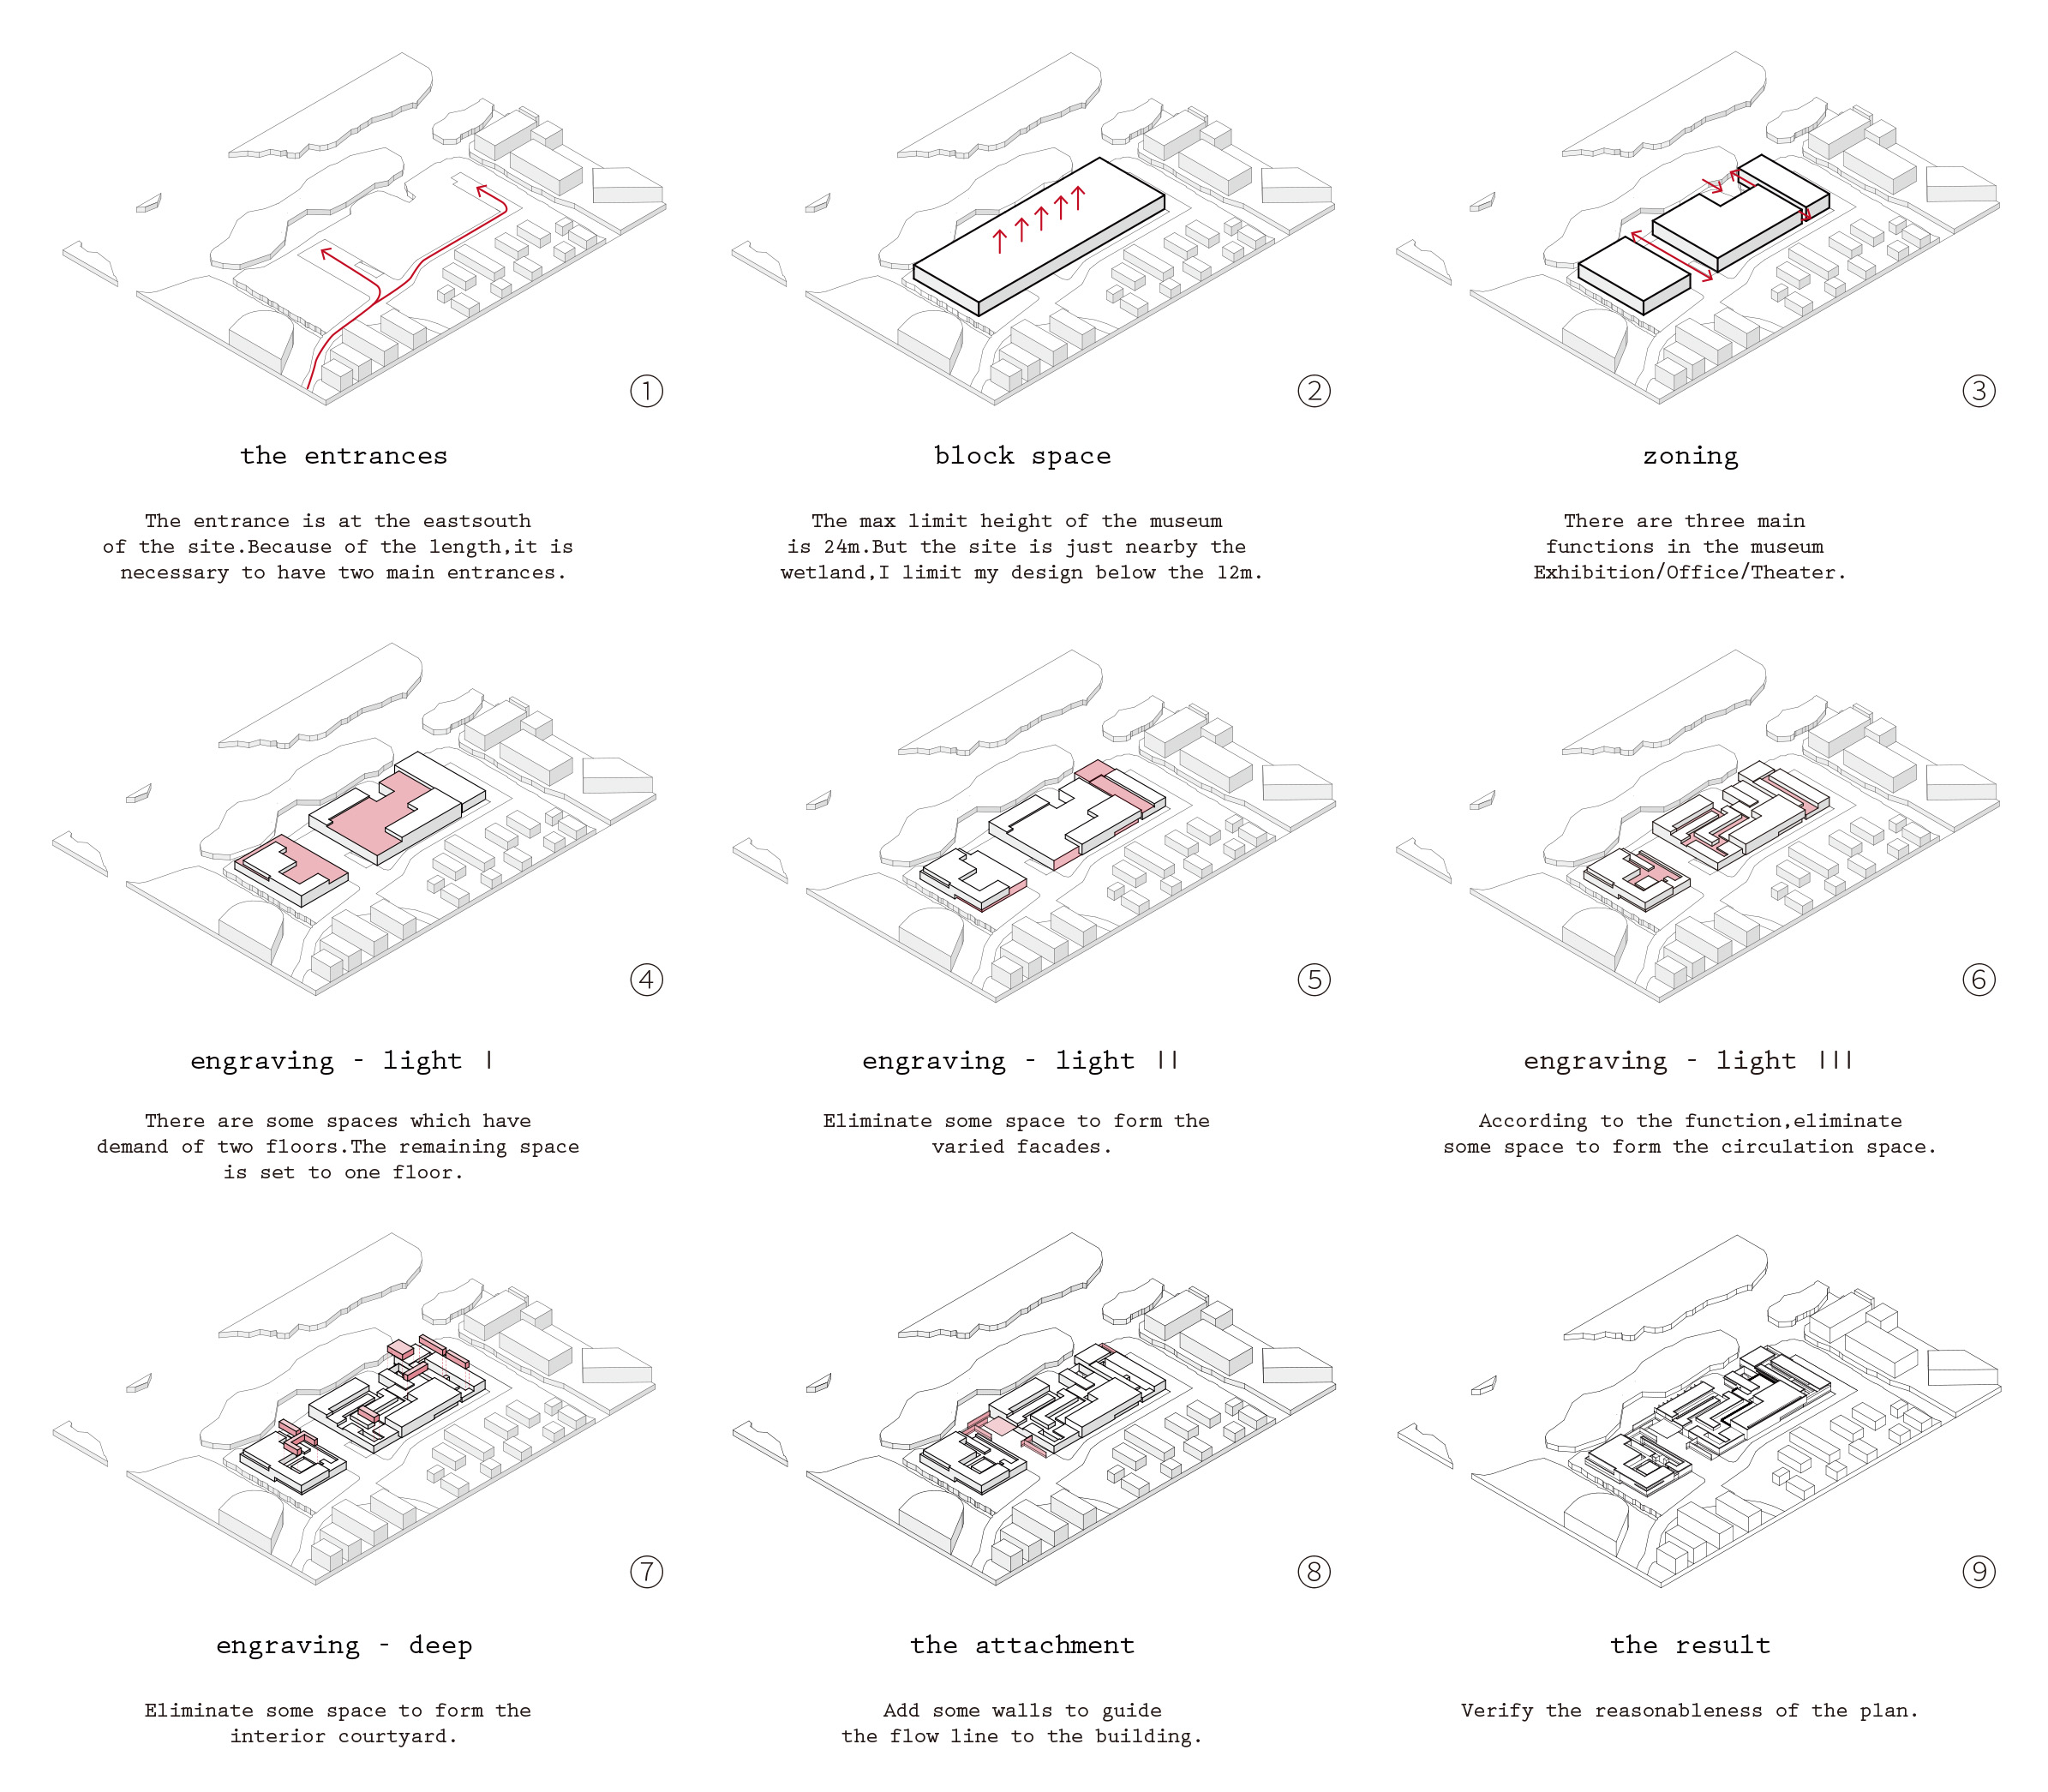 ①
the entrances
The entrance is at the eastsouth
of the site.Because of the length,it is
necessary to have two main entrances.
②
block space
The max limit height of the museum
is 24m.But the site is just nearby the
wetland,I limit my design below the 12m.
③
zoning
There are three main
functions in the museum
Exhibition/Office/Theater.
④
engraving - light |
There are some spaces which have
demand of two floors.The remaining space
is set to one floor.
⑤
engraving - light ||
Eliminate some space to form the
varied facades.
⑥
engraving - light |||
According to the function,eliminate
some space to form the circulation space.
⑦
engraving - deep
Eliminate some space to form the
interior courtyard.
⑧
the attachment
Add some walls to guide
the flow line to the building.
⑨
the result
Verify the reasonableness of the plan.